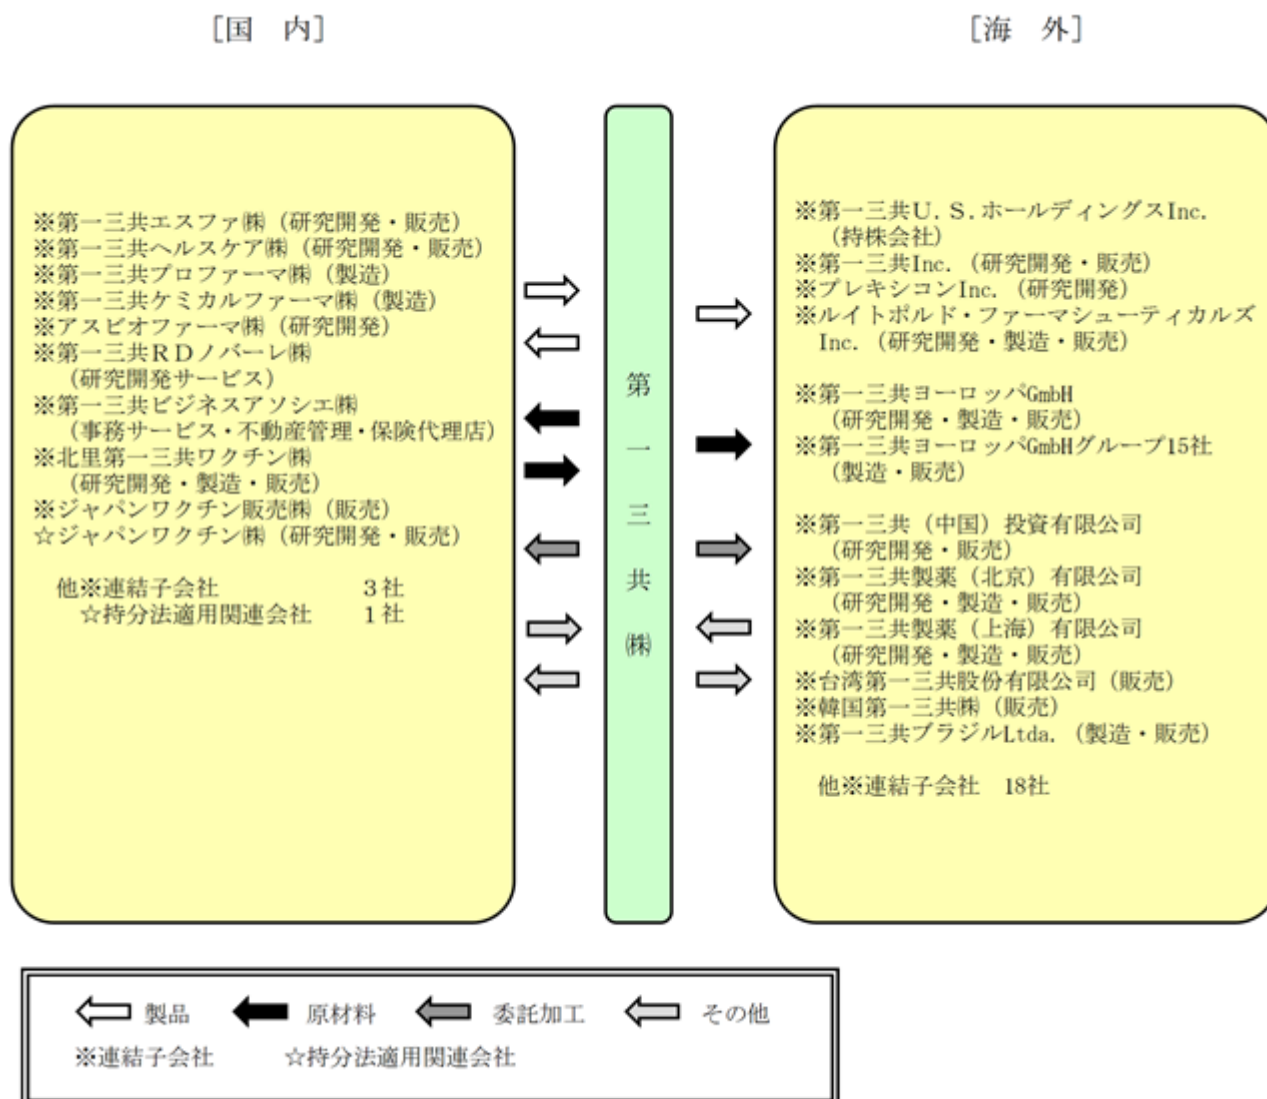 ［国　内］
※第一三共エスファ㈱（研究開発・販売）
※第一三共ヘルスケア㈱（研究開発・販売）
※第一三共プロファーマ㈱（製造）
※第一三共ケミカルファーマ㈱（製造）
※アスビオファーマ㈱（研究開発）
※第一三共ＲＤノバーレ㈱
（研究開発サービス）
※第一三共ビジネスアソシエ㈱
（事務サービス・不動産管理・保険代理店）
※北里第一三共ワクチン㈱
（研究開発・製造・販売）
※ジャパンワクチン販売㈱（販売）
☆ジャパンワクチン㈱（研究開発・販売）
他※連結子会社　3社
☆持分法適用関連会社　1社
第一三共㈱
［海　外］
※第一三共Ｕ．Ｓ．ホールディングスInc.
（持株会社）
※第一三共Inc.（研究開発・販売）
※プレキシコンInc.（研究開発）
※ルイトポルド・ファーマシューティカルズ
Inc.（研究開発・製造・販売）
※第一三共ヨーロッパGmbH
（研究開発・製造・販売）
※第一三共ヨーロッパGmbHグループ15社
（製造・販売）
※第一三共（中国）投資有限公司
（研究開発・販売）
※第一三共製薬（北京）有限公司
（研究開発・製造・販売）
※第一三共製薬（上海）有限公司
（研究開発・製造・販売）
※台湾第一三共股份有限公司（販売）
※韓国第一三共㈱（販売）
※第一三共ブラジルLtda.（製造・販売）
他※連結子会社　18社
製品　原材料　委託加工　その他
※連結子会社　☆持分法適用関連会社